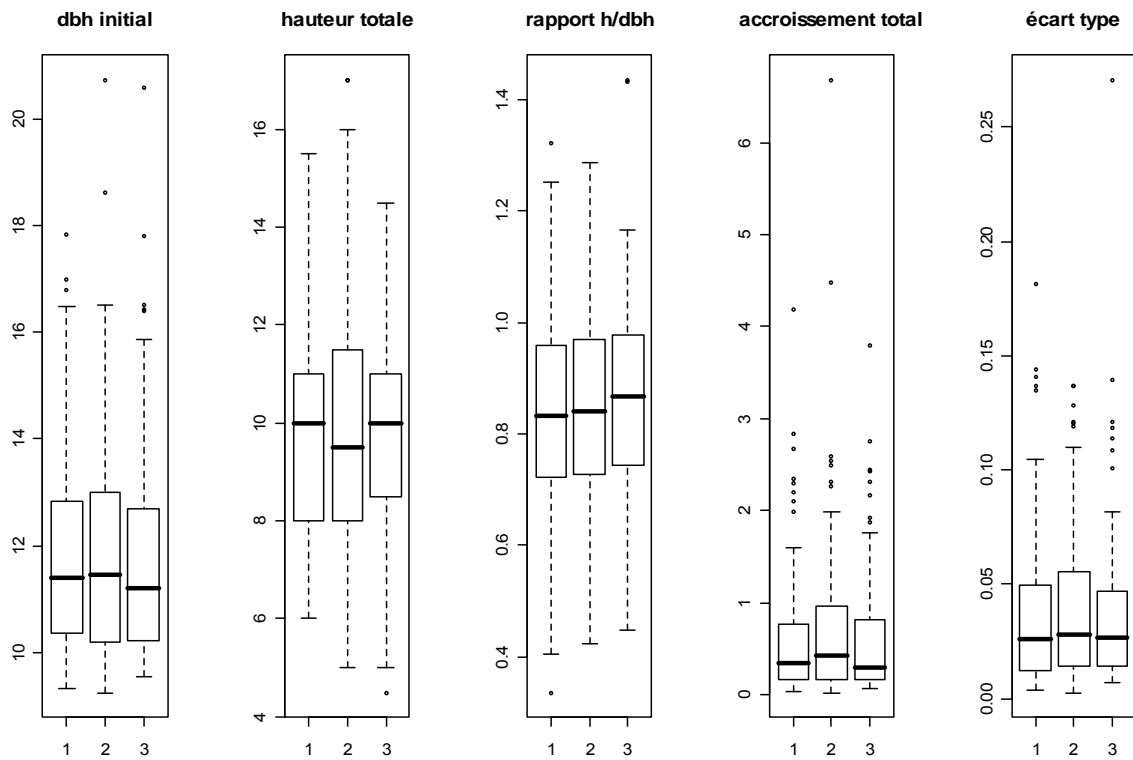 dbh initial
hauteur totale
rapport h/dbh
accroissement total
écart type
10 12 14 16 18 20
4 6 8 10 12 14 16
0.4 0.6 0.8 1.0 1.2 1.4
0 1 2 3 4 5 6
0.00 0.05 0.10 0.15 0.20 0.25
1 2 3
1 2 3
1 2 3
1 2 3
1 2 3